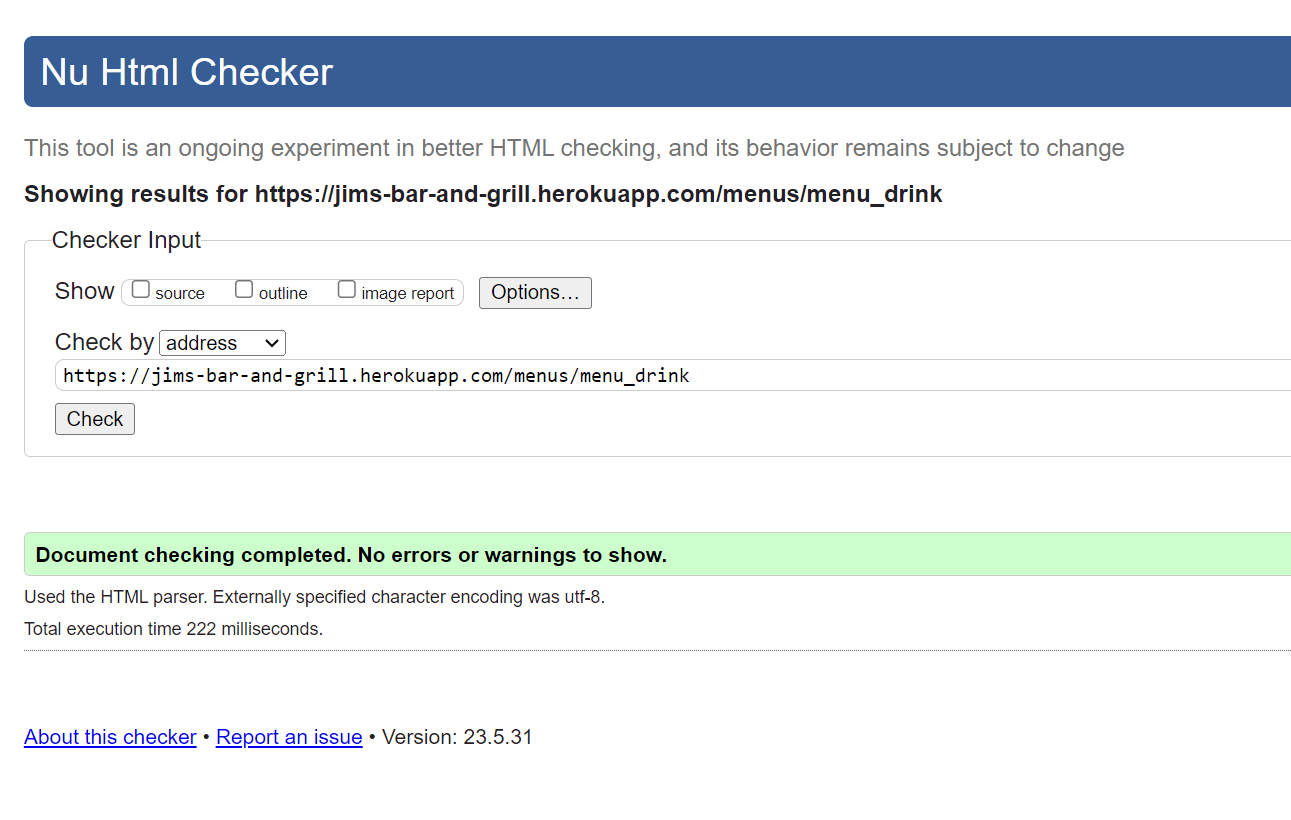 Nu Html Checker
This tool is an ongoing experiment in better HTML checking, and its behavior remains subject to change
Showing results for https://jims-bar-and-grill.herokuapp.com/menus/menu_drink
Checker Input
Show source outline image report Options...
Check by address
https://jims-bar-and-grill.herokuapp.com/menus/menu_drink
Check
Document checking completed. No errors or warnings to show.
Used the HTML parser. Externally specified character encoding was utf-8.
Total execution time 222 milliseconds.
About this checker • Report an issue • Version: 23.5.31